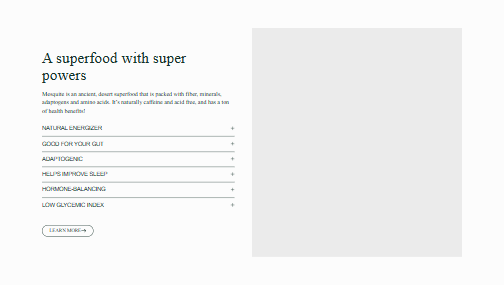 A superfood with super
powers
Mesquite is an ancient, desert superfood that is packed with fiber, minerals,
adaptogens and amino acids. It's naturally caffeine and acid free, and has a ton
of health benefits!
NATURAL ENERGIZER +
GOOD FOR YOUR GUT +
ADAPTOGENIC +
HELPS IMPROVE SLEEP +
HORMONE-BALANCING +
LOW GLYCEMIC INDEX +
LEARN MORE→